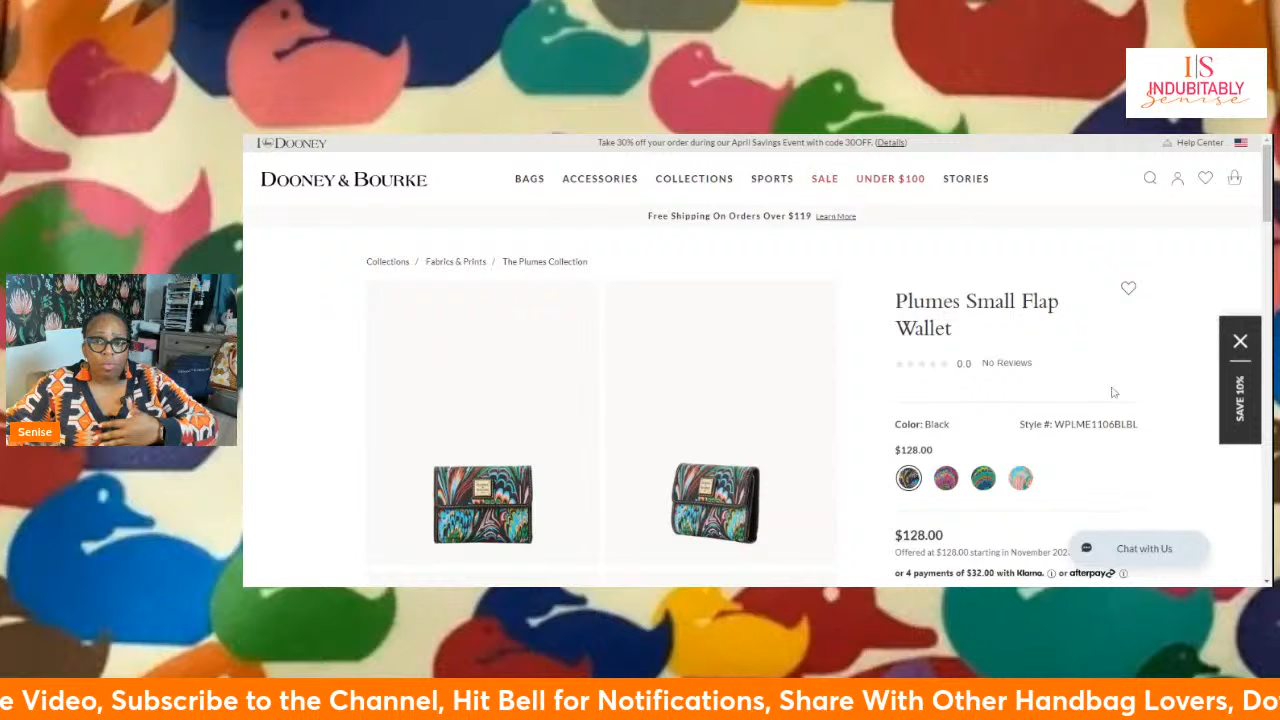 I|S
INDUBITABLY
Senise
DOONEY
Take 30% off your order during our April Savings Event with code 30OFF. (Details)
Help Center
DOONEY & BOURKE
BAGS ACCESSORIES COLLECTIONS SPORTS SALE UNDER $100 STORIES
Free Shipping On Orders Over $119 Learn More
Collections / Fabrics & Prints / The Plumes Collection
Plumes Small Flap
Wallet
0.0 No Reviews
SAVE 10%
Color: Black Style #: WPLME1106BLBL
$128.00
$128.00
Offered at $128.00 starting in November 202
Chat with Us
or 4 payments of $32.00 with Klarna. or afterpay
Senise
e Video, Subscribe to the Channel, Hit Bell for Notifications, Share With Other Handbag Lovers, Do